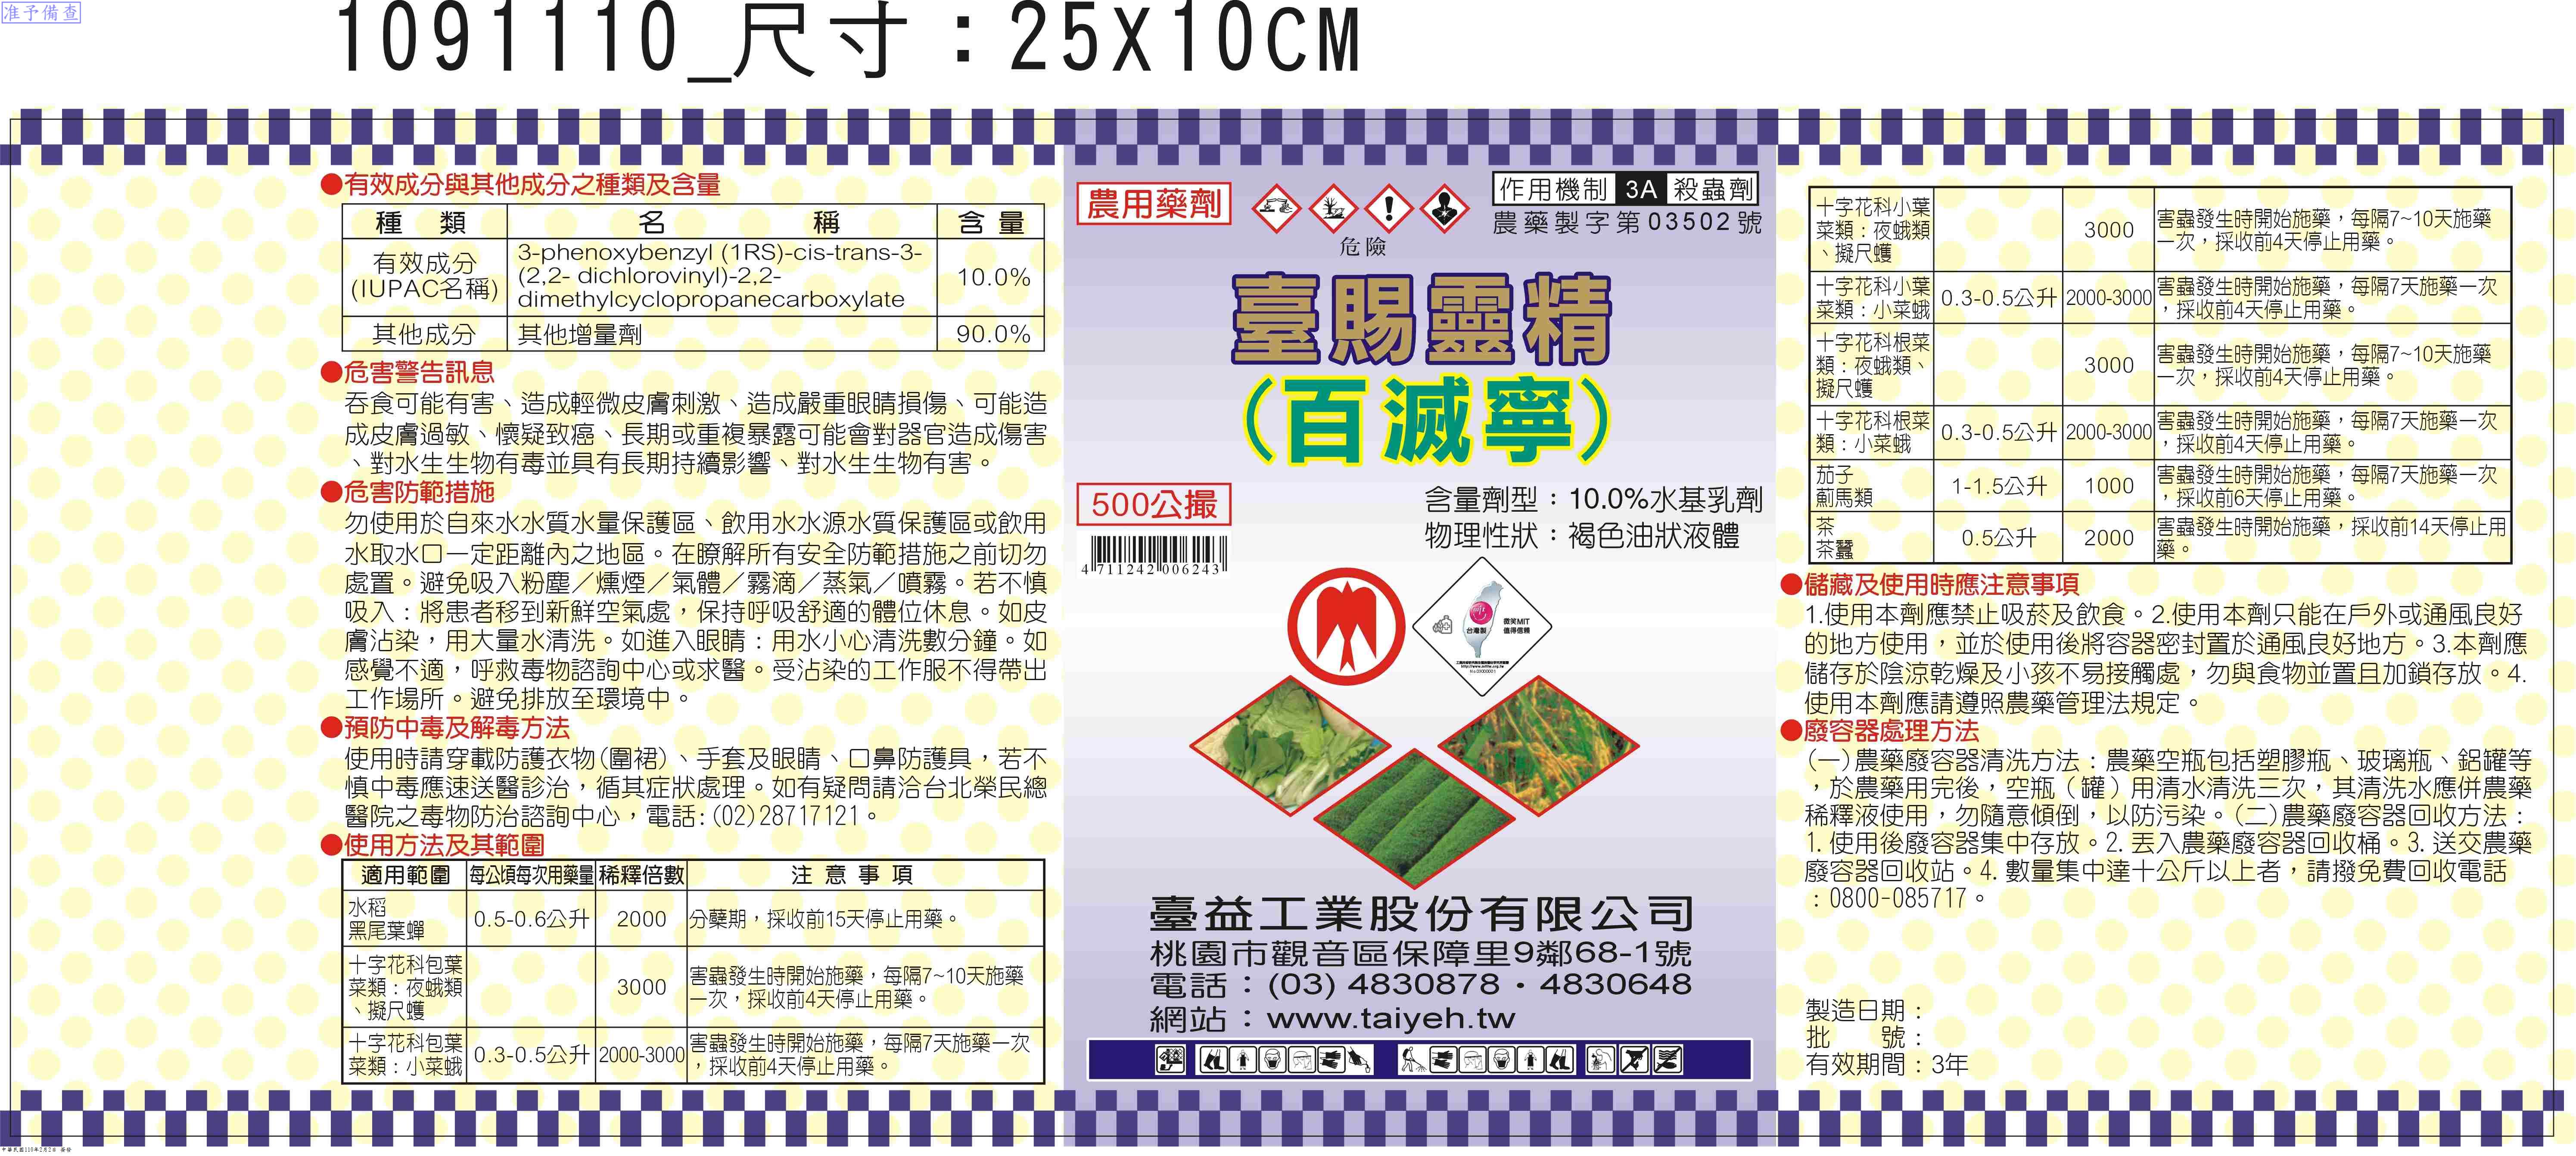 准予備查
1091110_尺寸：25X10CM
●有效成分與其他成分之種類及含量
種 類 名 稱 含 量
有效成分
(IUPAC名稱)
3-phenoxybenzyl (1RS)-cis-trans-3-
(2,2- dichlorovinyl)-2,2-
dimethylcyclopropanecarboxylate
10.0%
其他成分 其他增量劑 90.0%
●危害警告訊息
吞食可能有害、造成輕微皮膚刺激、造成嚴重眼睛損傷、可能造
成皮膚過敏、懷疑致癌、長期或重複暴露可能會對器官造成傷害
、對水生生物有毒並具有長期持續影響、對水生生物有害。
●危害防範措施
勿使用於自來水水質水量保護區、飲用水水源水質保護區或飲用
水取水口一定距離內之地區。在瞭解所有安全防範措施之前切勿
處置。避免吸入粉塵／燻煙／氣體／霧滴／蒸氣／噴霧。若不慎
吸入：將患者移到新鮮空氣處，保持呼吸舒適的體位休息。如皮
膚沾染，用大量水清洗。如進入眼睛：用水小心清洗數分鐘。如
感覺不適，呼救毒物諮詢中心或求醫。受沾染的工作服不得帶出
工作場所。避免排放至環境中。
●預防中毒及解毒方法
使用時請穿載防護衣物(圍裙)、手套及眼睛、口鼻防護具，若不
慎中毒應速送醫診治，循其症狀處理。如有疑問請洽台北榮民總
醫院之毒物防治諮詢中心，電話:(02)28717121。
●使用方法及其範圍
適用範圍 每公頃每次用藥量 稀釋倍數 注 意 事 項
水稻
黑尾葉蟬
0.5-0.6公升 2000 分蘗期，採收前15天停止用藥。
十字花科包葉
菜類：夜蛾類
、擬尺蠖
3000
害蟲發生時開始施藥，每隔7~10天施藥
一次，採收前4天停止用藥。
十字花科包葉
菜類：小菜蛾
0.3-0.5公升 2000-3000
害蟲發生時開始施藥，每隔7天施藥一次
，採收前4天停止用藥。
農用藥劑
危險
作用機制 3A 殺蟲劑
農藥製字第03502號
臺賜靈精
(百滅寧)
500公撮
4 711242 006243
含量劑型：10.0%水基乳劑
物理性狀：褐色油狀液體
台灣製
微笑MIT
值得信賴
臺益工業股份有限公司
桃園市觀音區保障里9鄰68-1號
電話：(03) 4830878・4830648
網站：www.taiyeh.tw
十字花科小葉
菜類：夜蛾類
、擬尺蠖
3000
害蟲發生時開始施藥，每隔7~10天施藥
一次，採收前4天停止用藥。
十字花科小葉
菜類：小菜蛾
0.3-0.5公升 2000-3000
害蟲發生時開始施藥，每隔7天施藥一次
，採收前4天停止用藥。
十字花科根菜
類：夜蛾類、
擬尺蠖
3000
害蟲發生時開始施藥，每隔7~10天施藥
一次，採收前4天停止用藥。
十字花科根菜
類：小菜蛾
0.3-0.5公升 2000-3000
害蟲發生時開始施藥，每隔7天施藥一次
，採收前4天停止用藥。
茄子
薊馬類
1-1.5公升 1000
害蟲發生時開始施藥，每隔7天施藥一次
，採收前6天停止用藥。
茶
茶蠶
0.5公升 2000
害蟲發生時開始施藥，採收前14天停止用
藥。
●儲藏及使用時應注意事項
1.使用本劑應禁止吸菸及飲食。2.使用本劑只能在戶外或通風良好
的地方使用，並於使用後將容器密封置於通風良好地方。3.本劑應
儲存於陰涼乾燥及小孩不易接觸處，勿與食物並置且加鎖存放。4.
使用本劑應請遵照農藥管理法規定。
●廢容器處理方法
(一)農藥廢容器清洗方法：農藥空瓶包括塑膠瓶、玻璃瓶、鋁罐等
，於農藥用完後，空瓶（罐）用清水清洗三次，其清洗水應併農藥
稀釋液使用，勿隨意傾倒，以防污染。(二)農藥廢容器回收方法：
1.使用後廢容器集中存放。2.丟入農藥廢容器回收桶。3.送交農藥
廢容器回收站。4.數量集中達十公斤以上者，請撥免費回收電話
：0800-085717。
製造日期：
批 號：
有效期間：3年